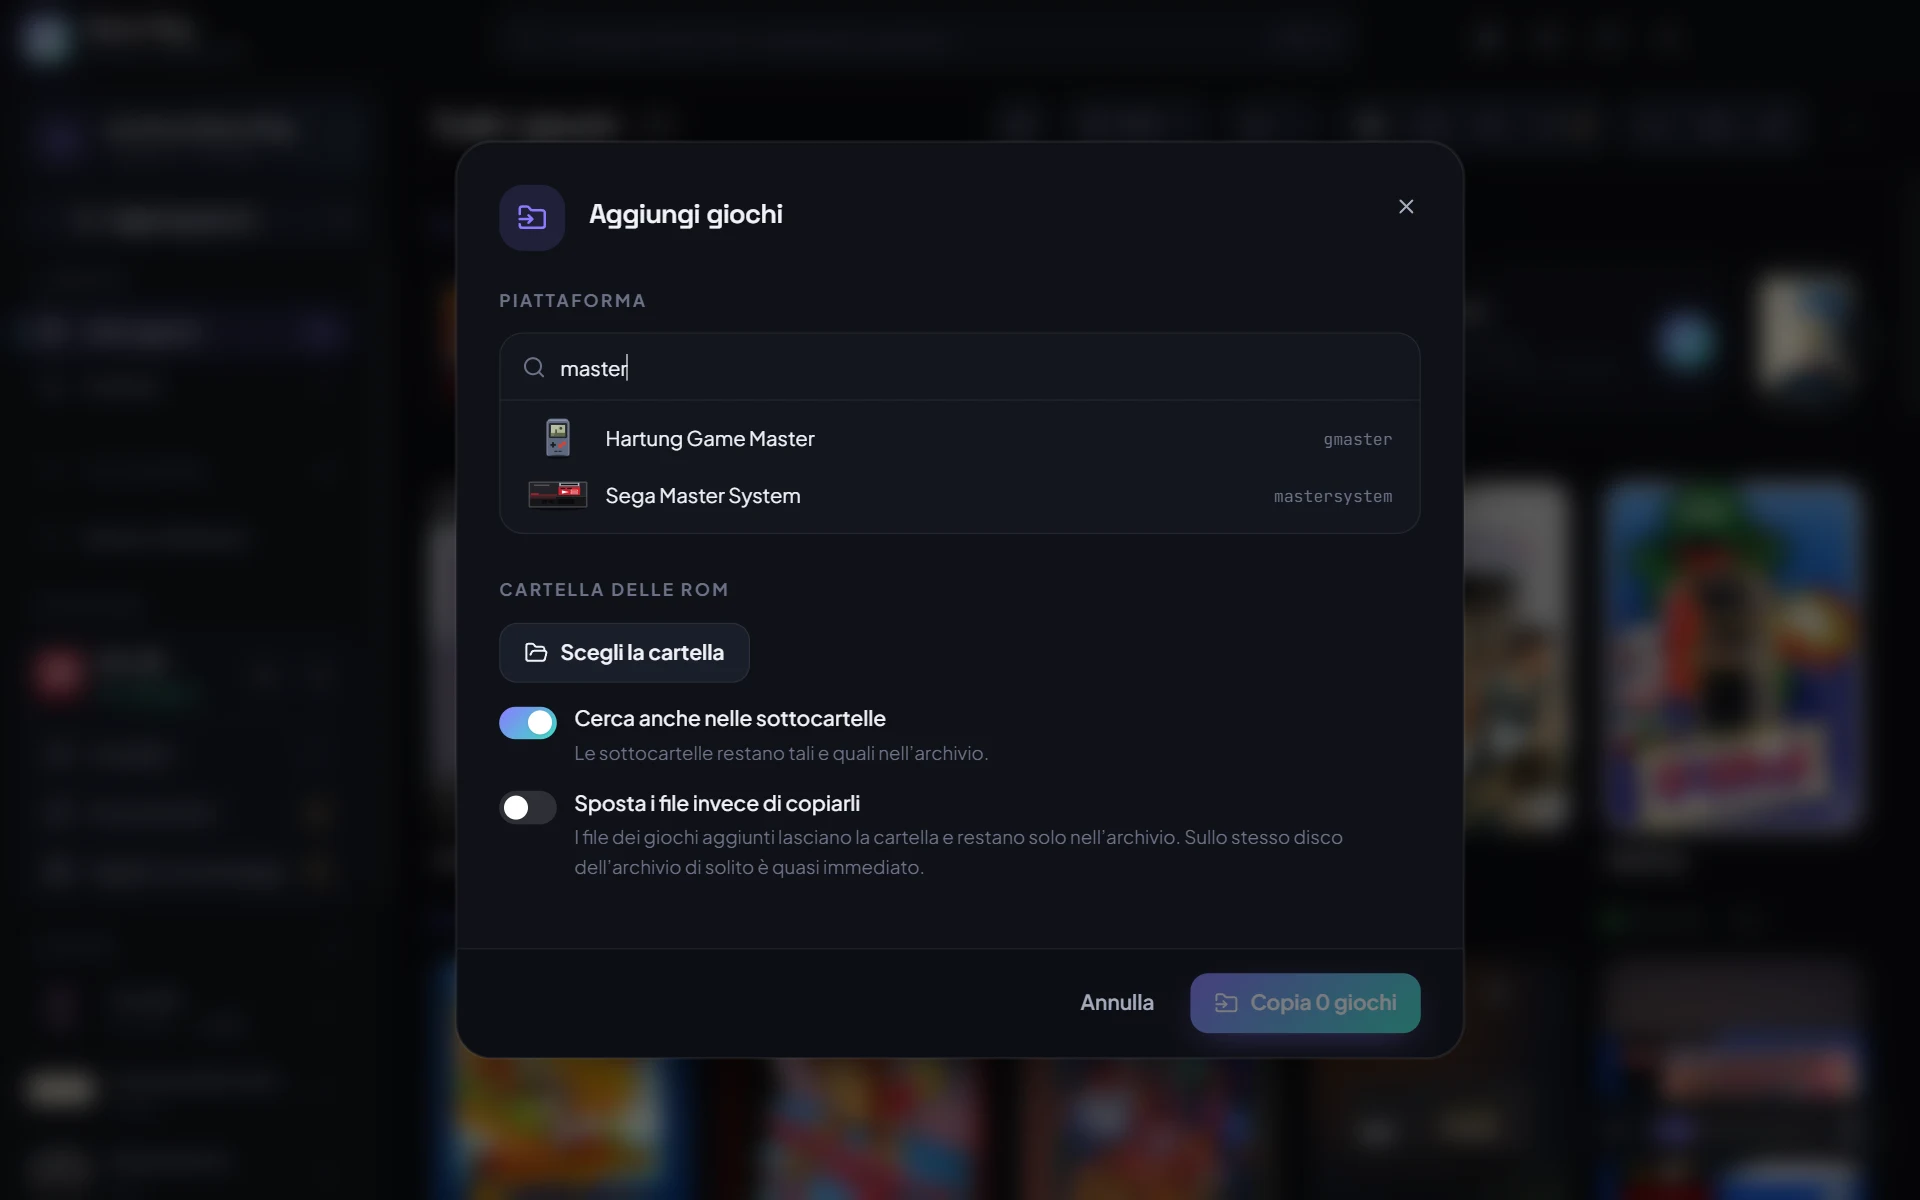 Aggiungi giochi
PIATTAFORMA
master
Hartung Game Master gmaster
Sega Master System mastersystem
CARTELLA DELLE ROM
Scegli la cartella
Cerca anche nelle sottocartelle
Le sottocartelle restano tali e quali nell’archivio.
Sposta i file invece di copiarli
I file dei giochi aggiunti lasciano la cartella e restano solo nell’archivio. Sullo stesso disco
dell’archivio di solito è quasi immediato.
Annulla
Copia 0 giochi